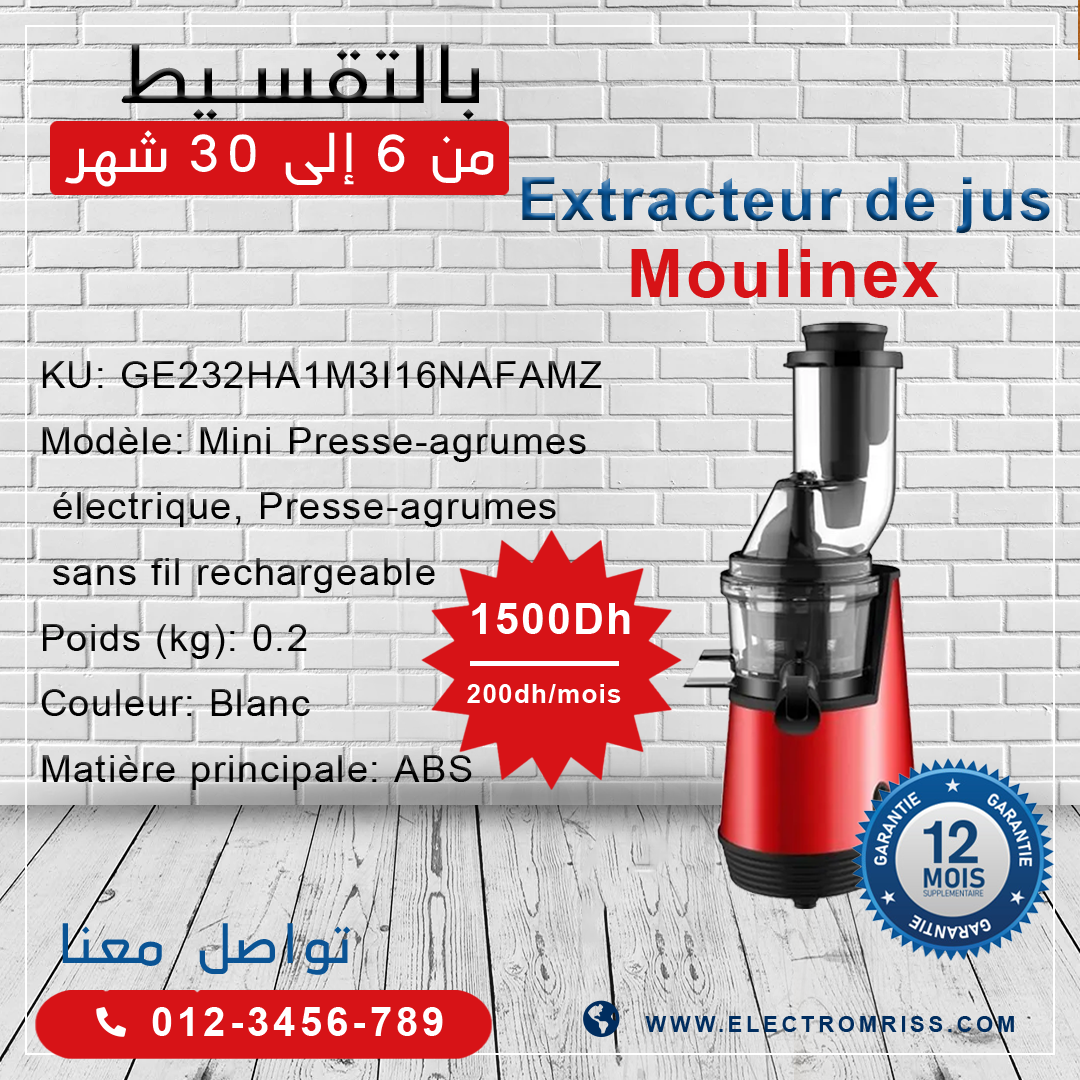 بالتقسيط
من 6 إلى 30 شهر
Extracteur de jus
Moulinex
KU: GE232HA1M3I16NAFAMZ
Modèle: Mini Presse-agrumes
électrique, Presse-agrumes
sans fil rechargeable
Poids (kg): 0.2
Couleur: Blanc
Matière principale: ABS
1500Dh
200dh/mois
GARANTIE
GARANTIE
12
MOIS
SUPPLEMENTAIRE
GARANTIE
تواصل معنا
012-3456-789
WWW.ELECTROMRISS.COM